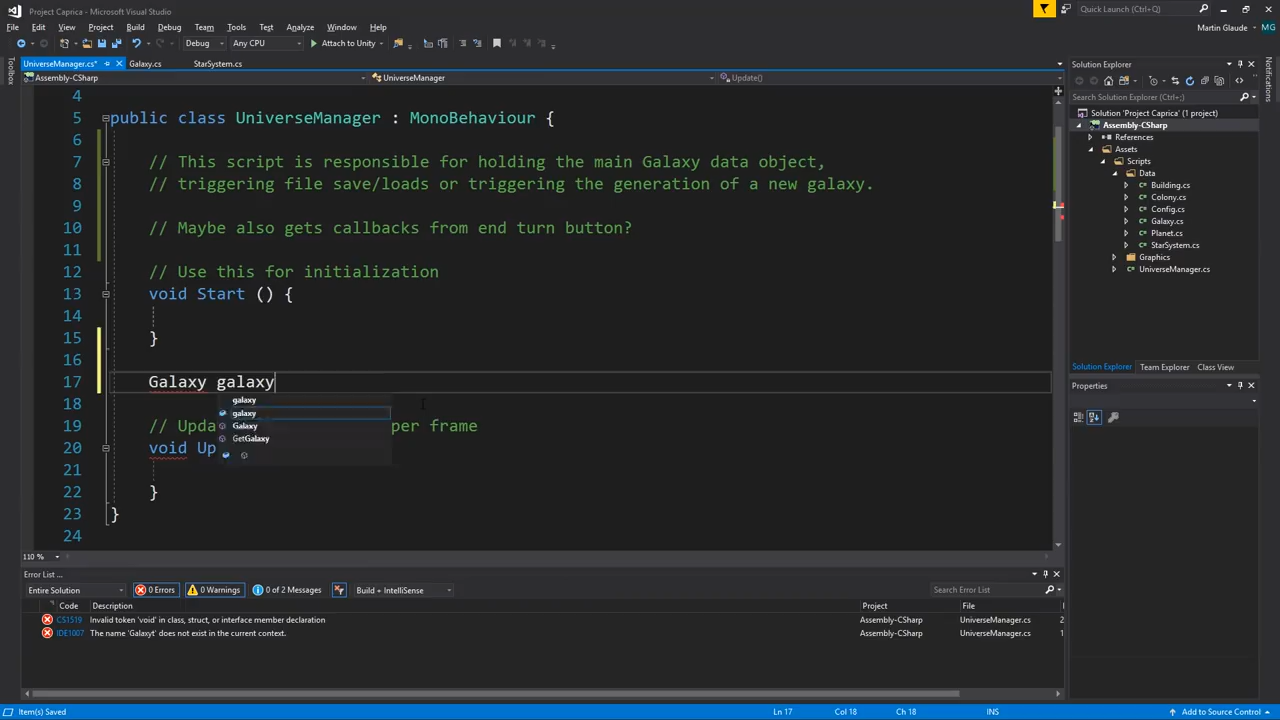 Project Caprica - Microsoft Visual Studio
Quick Launch (Ctrl+Q)
File Edit View Project Build Debug Team Tools Test Analyze Window Help
Martin Glaude MG
Debug Any CPU Attach to Unity
Toolbox
UniverseManager.cs* Galaxy.cs StarSystem.cs
Assembly-CSharp UniverseManager Update()
4
5 public class UniverseManager : MonoBehaviour {
6
7 // This script is responsible for holding the main Galaxy data object,
8 // triggering file save/loads or triggering the generation of a new galaxy.
9
10 // Maybe also gets callbacks from end turn button?
11
12 // Use this for initialization
13 void Start () {
14
15 }
16
17 Galaxy galaxy
18
19 // Upda per frame
20 void Up
21
22 }
23 }
24
galaxy
galaxy
Galaxy
GetGalaxy
110 %
Error List ...
Entire Solution 0 Errors 0 Warnings 0 of 2 Messages Build + IntelliSense Search Error List
Code Description Project File
CS1519 Invalid token 'void' in class, struct, or interface member declaration Assembly-CSharp UniverseManager.cs 2
IDE1007 The name 'Galaxyt' does not exist in the current context. Assembly-CSharp UniverseManager.cs 1
Solution Explorer
Search Solution Explorer (Ctrl+;)
Solution 'Project Caprica' (1 project)
Assembly-CSharp
References
Assets
Scripts
Data
Building.cs
Colony.cs
Config.cs
Galaxy.cs
Planet.cs
StarSystem.cs
Graphics
UniverseManager.cs
Solution Explorer Team Explorer Class View
Properties
Notifications
Item(s) Saved Ln 17 Col 18 Ch 18 INS Add to Source Control